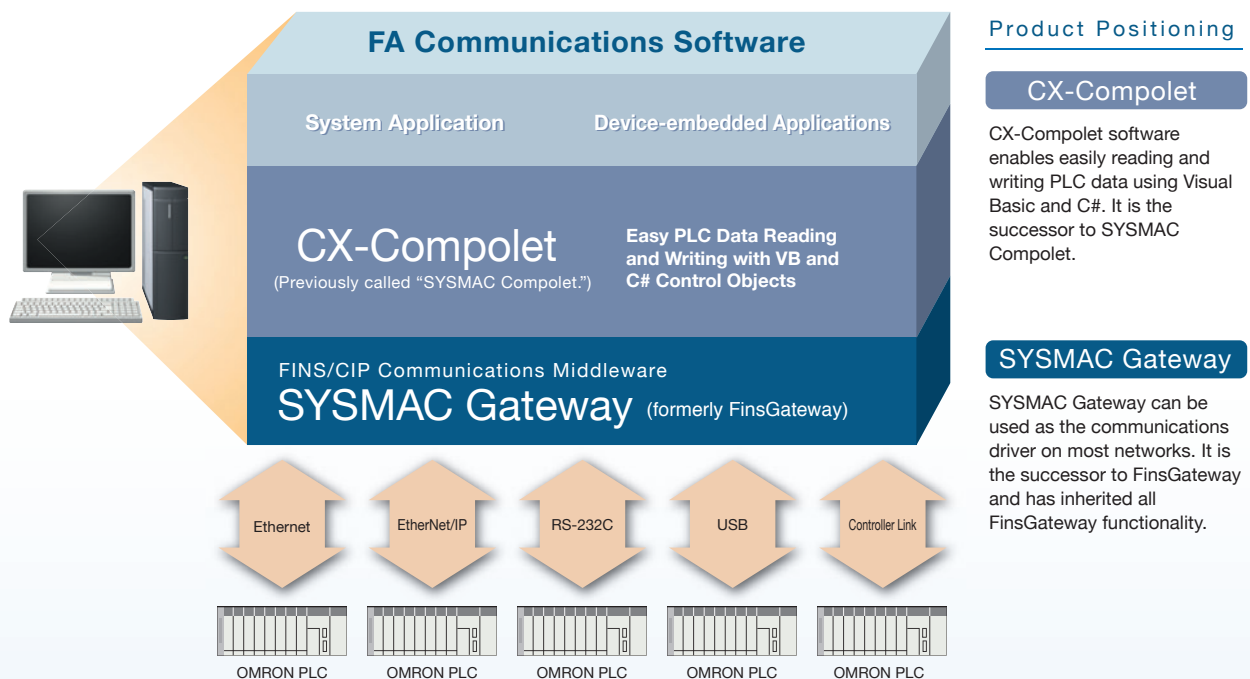 FA Communications Software
System Application
Device-embedded Applications
CX-Compolet
(Previously called “SYSMAC Compolet.”)
Easy PLC Data Reading
and Writing with VB and
C# Control Objects
FINS/CIP Communications Middleware
SYSMAC Gateway (formerly FinsGateway)
Ethernet
EtherNet/IP
RS-232C
USB
Controller Link
OMRON PLC
OMRON PLC
OMRON PLC
OMRON PLC
OMRON PLC
Product Positioning
CX-Compolet
CX-Compolet software
enables easily reading and
writing PLC data using Visual
Basic and C#. It is the
successor to SYSMAC
Compolet.
SYSMAC Gateway
SYSMAC Gateway can be
used as the communications
driver on most networks. It is
the successor to FinsGateway
and has inherited all
FinsGateway functionality.